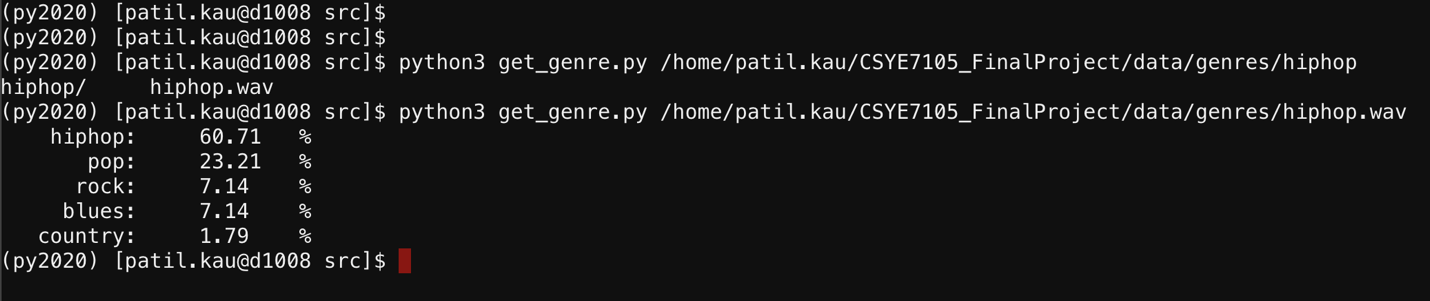 (py2020) [patil.kau@d1008 src]$
(py2020) [patil.kau@d1008 src]$
(py2020) [patil.kau@d1008 src]$ python3 get_genre.py /home/patil.kau/CSYE7105_FinalProject/data/genres/hiphop
hiphop/     hiphop.wav
(py2020) [patil.kau@d1008 src]$ python3 get_genre.py /home/patil.kau/CSYE7105_FinalProject/data/genres/hiphop.wav
    hiphop:     60.71   %
       pop:     23.21   %
      rock:     7.14    %
     blues:     7.14    %
   country:     1.79    %
(py2020) [patil.kau@d1008 src]$